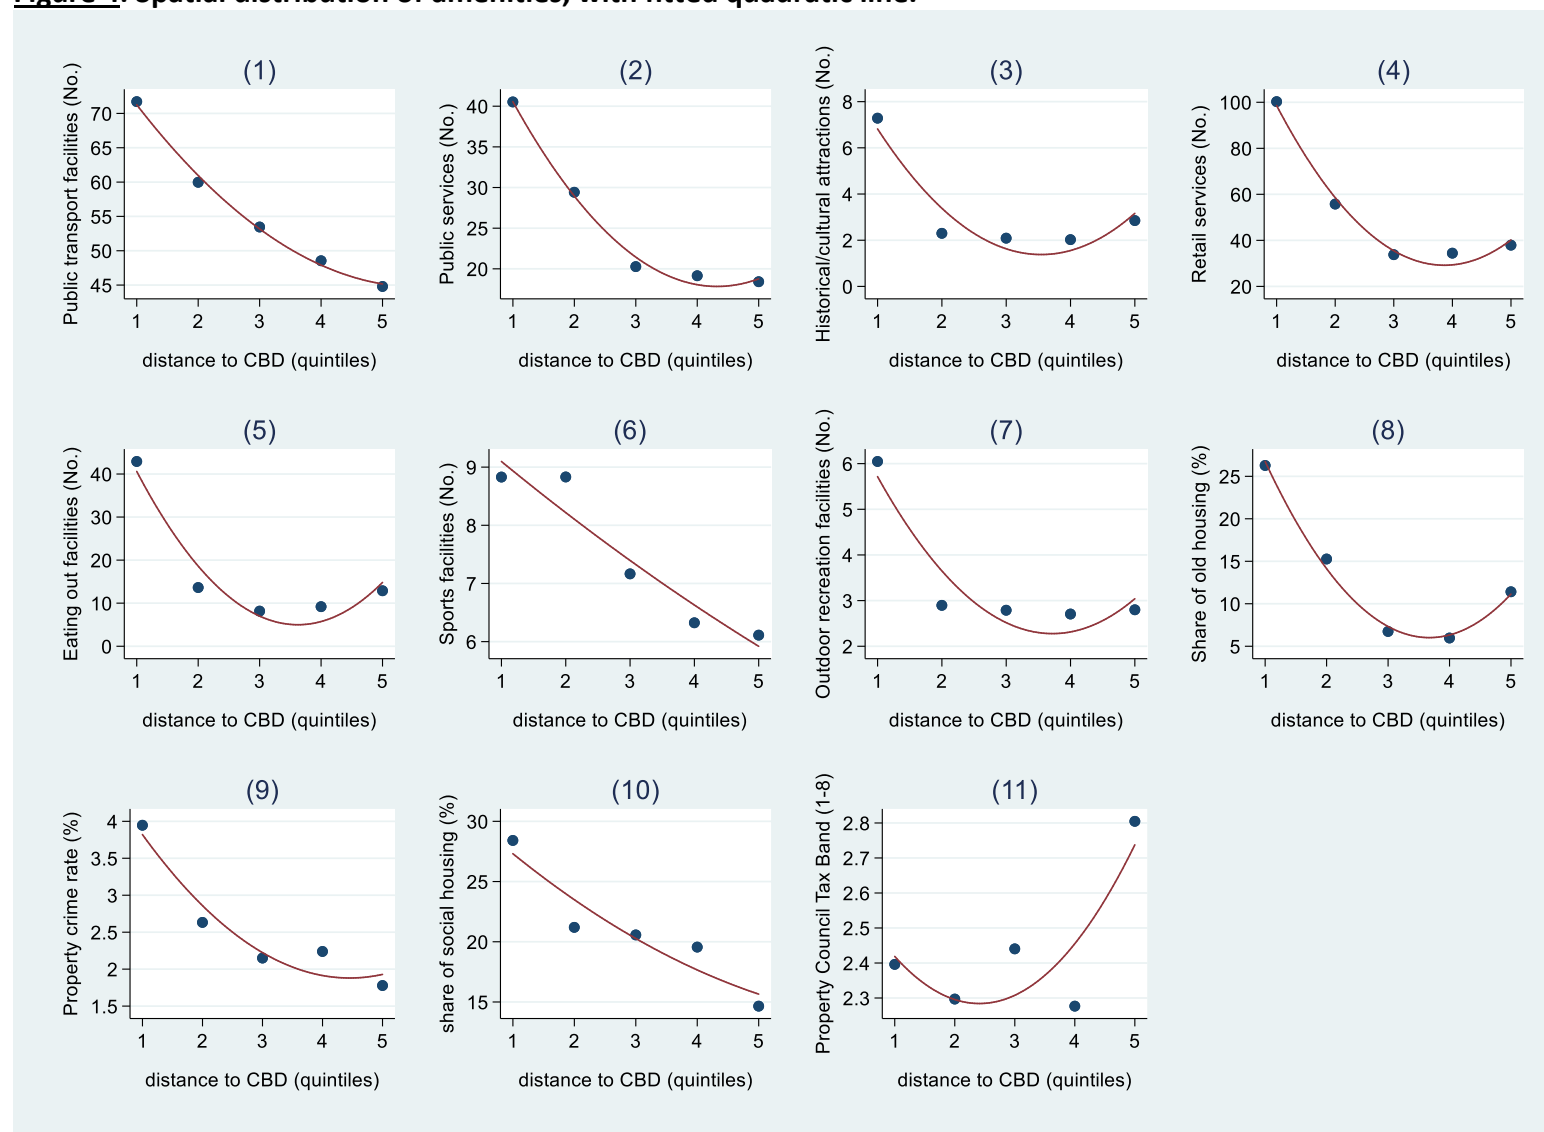 Figure 4: Spatial distribution of amenities, with fitted quadratic line.
(1)
Public transport facilities (No.)
70
65
60
55
50
45
1 2 3 4 5
distance to CBD (quintiles)
(2)
Public services (No.)
40
35
30
25
20
1 2 3 4 5
distance to CBD (quintiles)
(3)
Historical/cultural attractions (No.)
8
6
4
2
0
1 2 3 4 5
distance to CBD (quintiles)
(4)
Retail services (No.)
100
80
60
40
20
1 2 3 4 5
distance to CBD (quintiles)
(5)
Eating out facilities (No.)
40
30
20
10
0
1 2 3 4 5
distance to CBD (quintiles)
(6)
Sports facilities (No.)
9
8
7
6
1 2 3 4 5
distance to CBD (quintiles)
(7)
Outdoor recreation facilities (No.)
6
5
4
3
2
1 2 3 4 5
distance to CBD (quintiles)
(8)
Share of old housing (%)
25
20
15
10
5
1 2 3 4 5
distance to CBD (quintiles)
(9)
Property crime rate (%)
4
3.5
3
2.5
2
1.5
1 2 3 4 5
distance to CBD (quintiles)
(10)
share of social housing (%)
30
25
20
15
1 2 3 4 5
distance to CBD (quintiles)
(11)
Property Council Tax Band (1-8)
2.8
2.7
2.6
2.5
2.4
2.3
1 2 3 4 5
distance to CBD (quintiles)